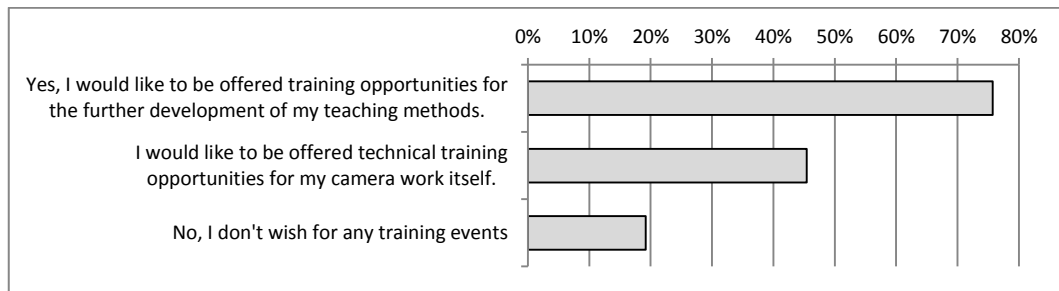 0% 10% 20% 30% 40% 50% 60% 70% 80%
Yes, I would like to be offered training opportunities for
the further development of my teaching methods.
I would like to be offered technical training
opportunities for my camera work itself.
No, I don't wish for any training events